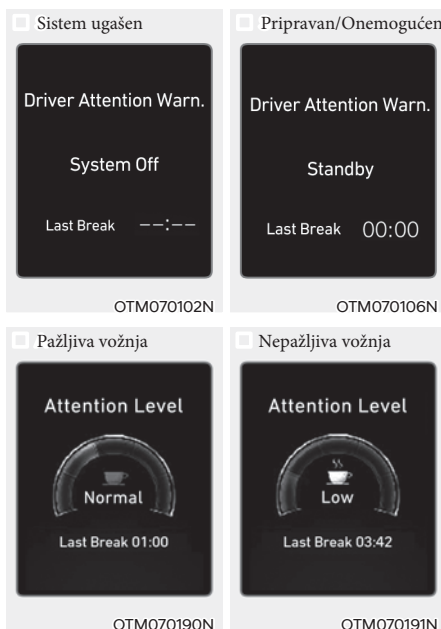 Sistem ugašen
Driver Attention Warn.
System Off
Last Break --:--
OTM070102N
Pripravan/Onemogućen
Driver Attention Warn.
Standby
Last Break 00:00
OTM070106N
Pažljiva vožnja
Attention Level
Normal
Last Break 01:00
OTM070190N
Nepažljiva vožnja
Attention Level
Low
Last Break 03:42
OTM070191N